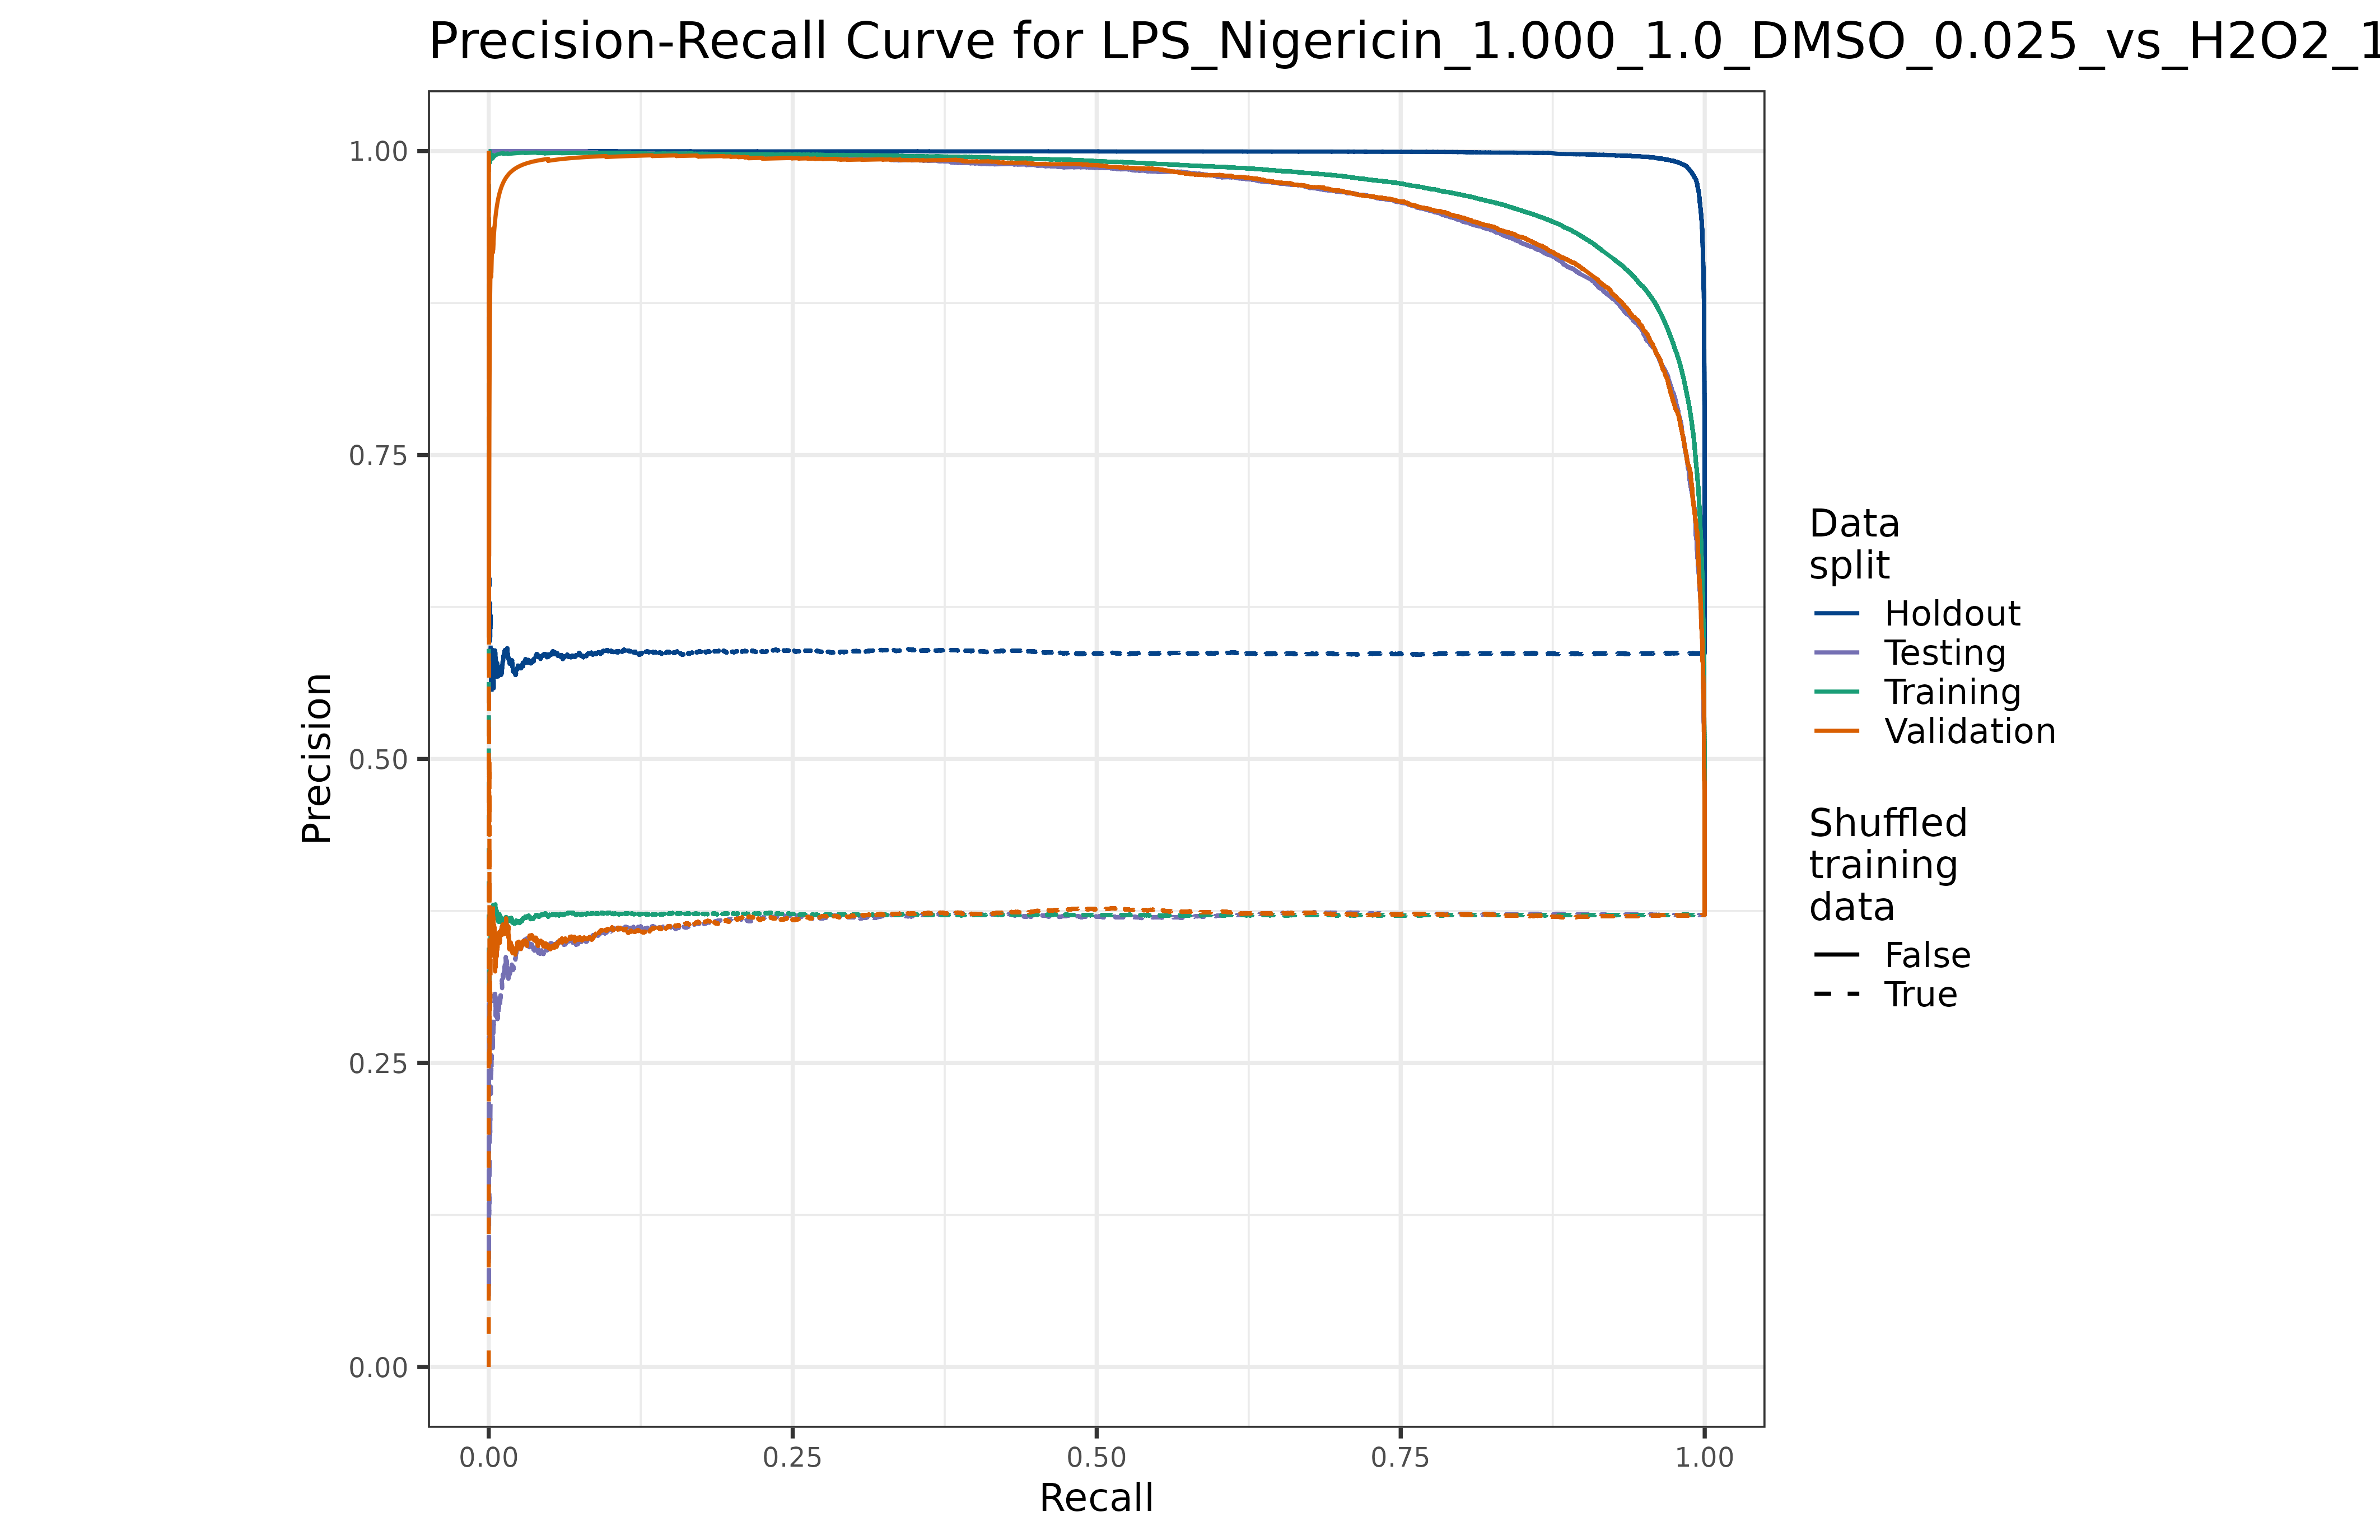 Precision-Recall Curve for LPS_Nigericin_1.000_1.0_DMSO_0.025_vs_H2O2_1
1.00
0.75
0.50
0.25
0.00
Precision
0.00 0.25 0.50 0.75 1.00
Recall
Data
split
Holdout
Testing
Training
Validation
Shuffled
training
data
False
True